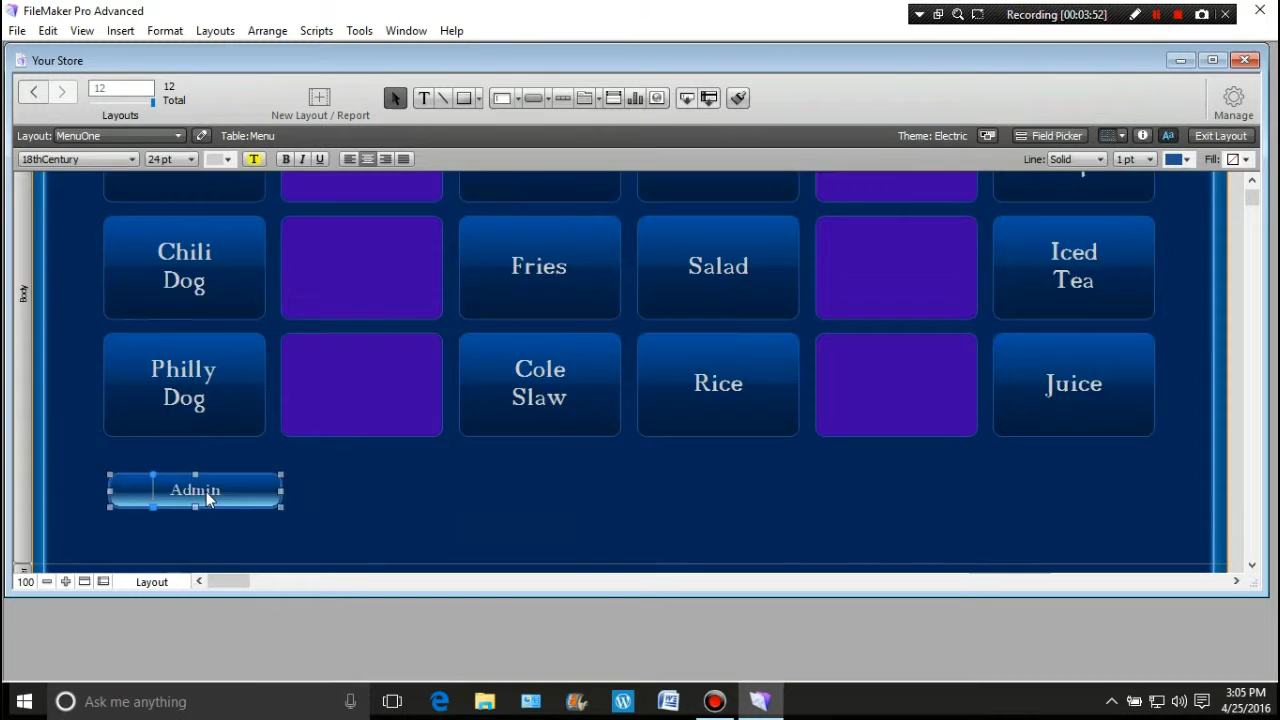 FileMaker Pro Advanced
Recording [00:03:52]
File Edit View Insert Format Layouts Arrange Scripts Tools Window Help
Your Store
12
12
Total
Layouts
New Layout / Report
T
Manage
Layout: MenuOne
Table: Menu
Theme: Electric
Field Picker
Aa
Exit Layout
18thCentury
24 pt
T
B I U
Line: Solid
1 pt
Fill:
Chili
Dog
Fries
Salad
Iced
Tea
Philly
Dog
Cole
Slaw
Rice
Juice
Admin
Body
100
Layout
Ask me anything
3:05 PM
4/25/2016